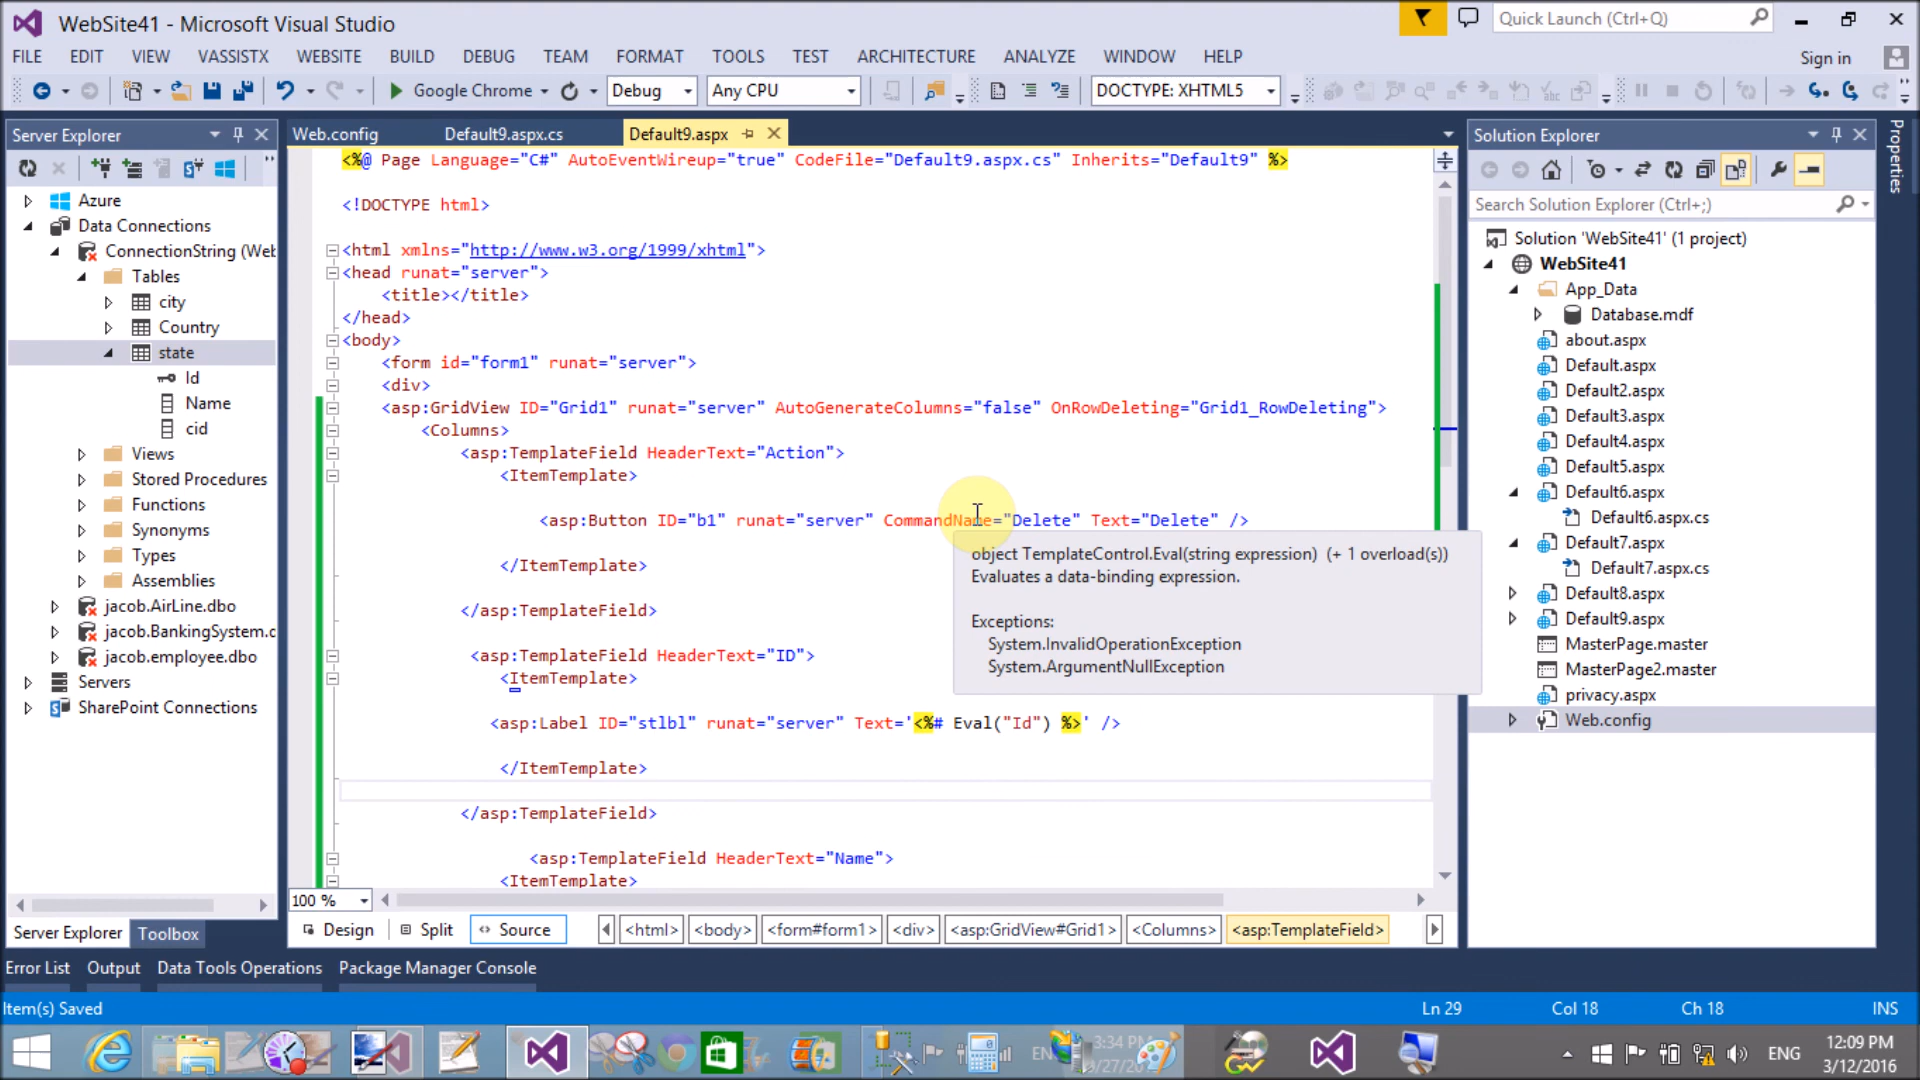 WebSite41 - Microsoft Visual Studio
Quick Launch (Ctrl+Q)
FILE EDIT VIEW VASSISTX WEBSITE BUILD DEBUG TEAM FORMAT TOOLS TEST ARCHITECTURE ANALYZE WINDOW HELP
Sign in
Google Chrome Debug Any CPU DOCTYPE: XHTML5
Server Explorer
Azure
Data Connections
ConnectionString (Wet
Tables
city
Country
state
Id
Name
cid
Views
Stored Procedures
Functions
Synonyms
Types
Assemblies
jacob.AirLine.dbo
jacob.BankingSystem.c
jacob.employee.dbo
Servers
SharePoint Connections
Server Explorer Toolbox
Web.config Default9.aspx.cs Default9.aspx
<%@ Page Language="C#" AutoEventWireup="true" CodeFile="Default9.aspx.cs" Inherits="Default9" %>
<!DOCTYPE html>
<html xmlns="http://www.w3.org/1999/xhtml">
<head runat="server">
<title></title>
</head>
<body>
<form id="form1" runat="server">
<div>
<asp:GridView ID="Grid1" runat="server" AutoGenerateColumns="false" OnRowDeleting="Grid1_RowDeleting">
<Columns>
<asp:TemplateField HeaderText="Action">
<ItemTemplate>
<asp:Button ID="b1" runat="server" CommandName="Delete" Text="Delete" />
</ItemTemplate>
</asp:TemplateField>
<asp:TemplateField HeaderText="ID">
<ItemTemplate>
<asp:Label ID="stlbl" runat="server" Text='<%# Eval("Id") %>' />
</ItemTemplate>
</asp:TemplateField>
<asp:TemplateField HeaderText="Name">
<ItemTemplate>
object TemplateControl.Eval(string expression) (+ 1 overload(s))
Evaluates a data-binding expression.
Exceptions:
System.InvalidOperationException
System.ArgumentNullException
100 %
Design Split Source <html> <body> <form#form1> <div> <asp:GridView#Grid1> <Columns> <asp:TemplateField>
Solution Explorer
Search Solution Explorer (Ctrl+;)
Solution 'WebSite41' (1 project)
WebSite41
App_Data
Database.mdf
about.aspx
Default.aspx
Default2.aspx
Default3.aspx
Default4.aspx
Default5.aspx
Default6.aspx
Default6.aspx.cs
Default7.aspx
Default7.aspx.cs
Default8.aspx
Default9.aspx
MasterPage.master
MasterPage2.master
privacy.aspx
Web.config
Properties
Error List Output Data Tools Operations Package Manager Console
Item(s) Saved
Ln 29 Col 18 Ch 18 INS
ENG
12:09 PM
3/12/2016